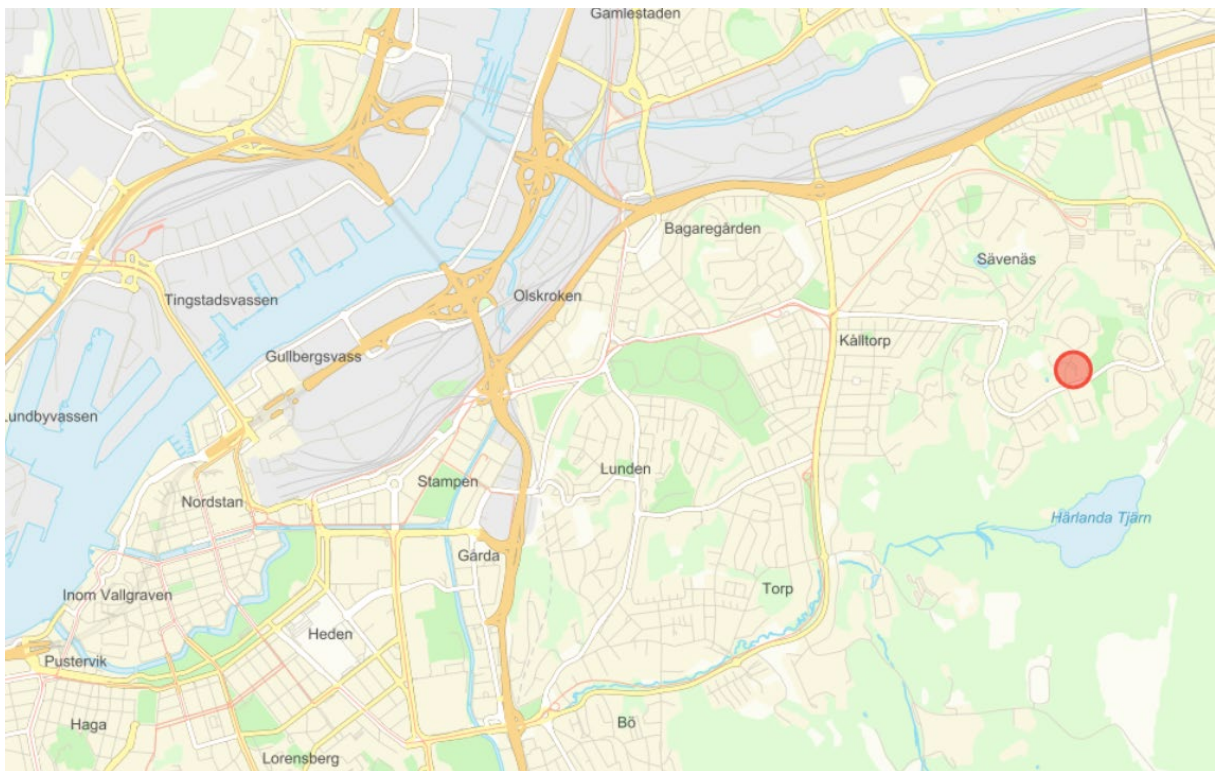 Gamlestaden
Bagaregården
Sävenäs
Tingstadsvassen
Olskroken
Kålltorp
Gullbergsvass
undbyvassen
Lunden
Stampen
Nordstan
Härlanda Tjärn
Gårda
Torp
Inom Vallgraven
Heden
Pustervik
Haga
Bö
Lorensberg